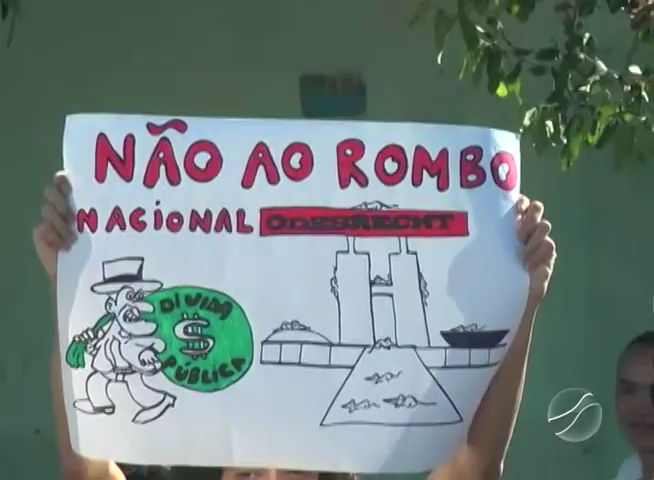 NÃO AO ROMBO
NACIONAL ODEBRECHT
DÍVIDA
$
PÚBLICA